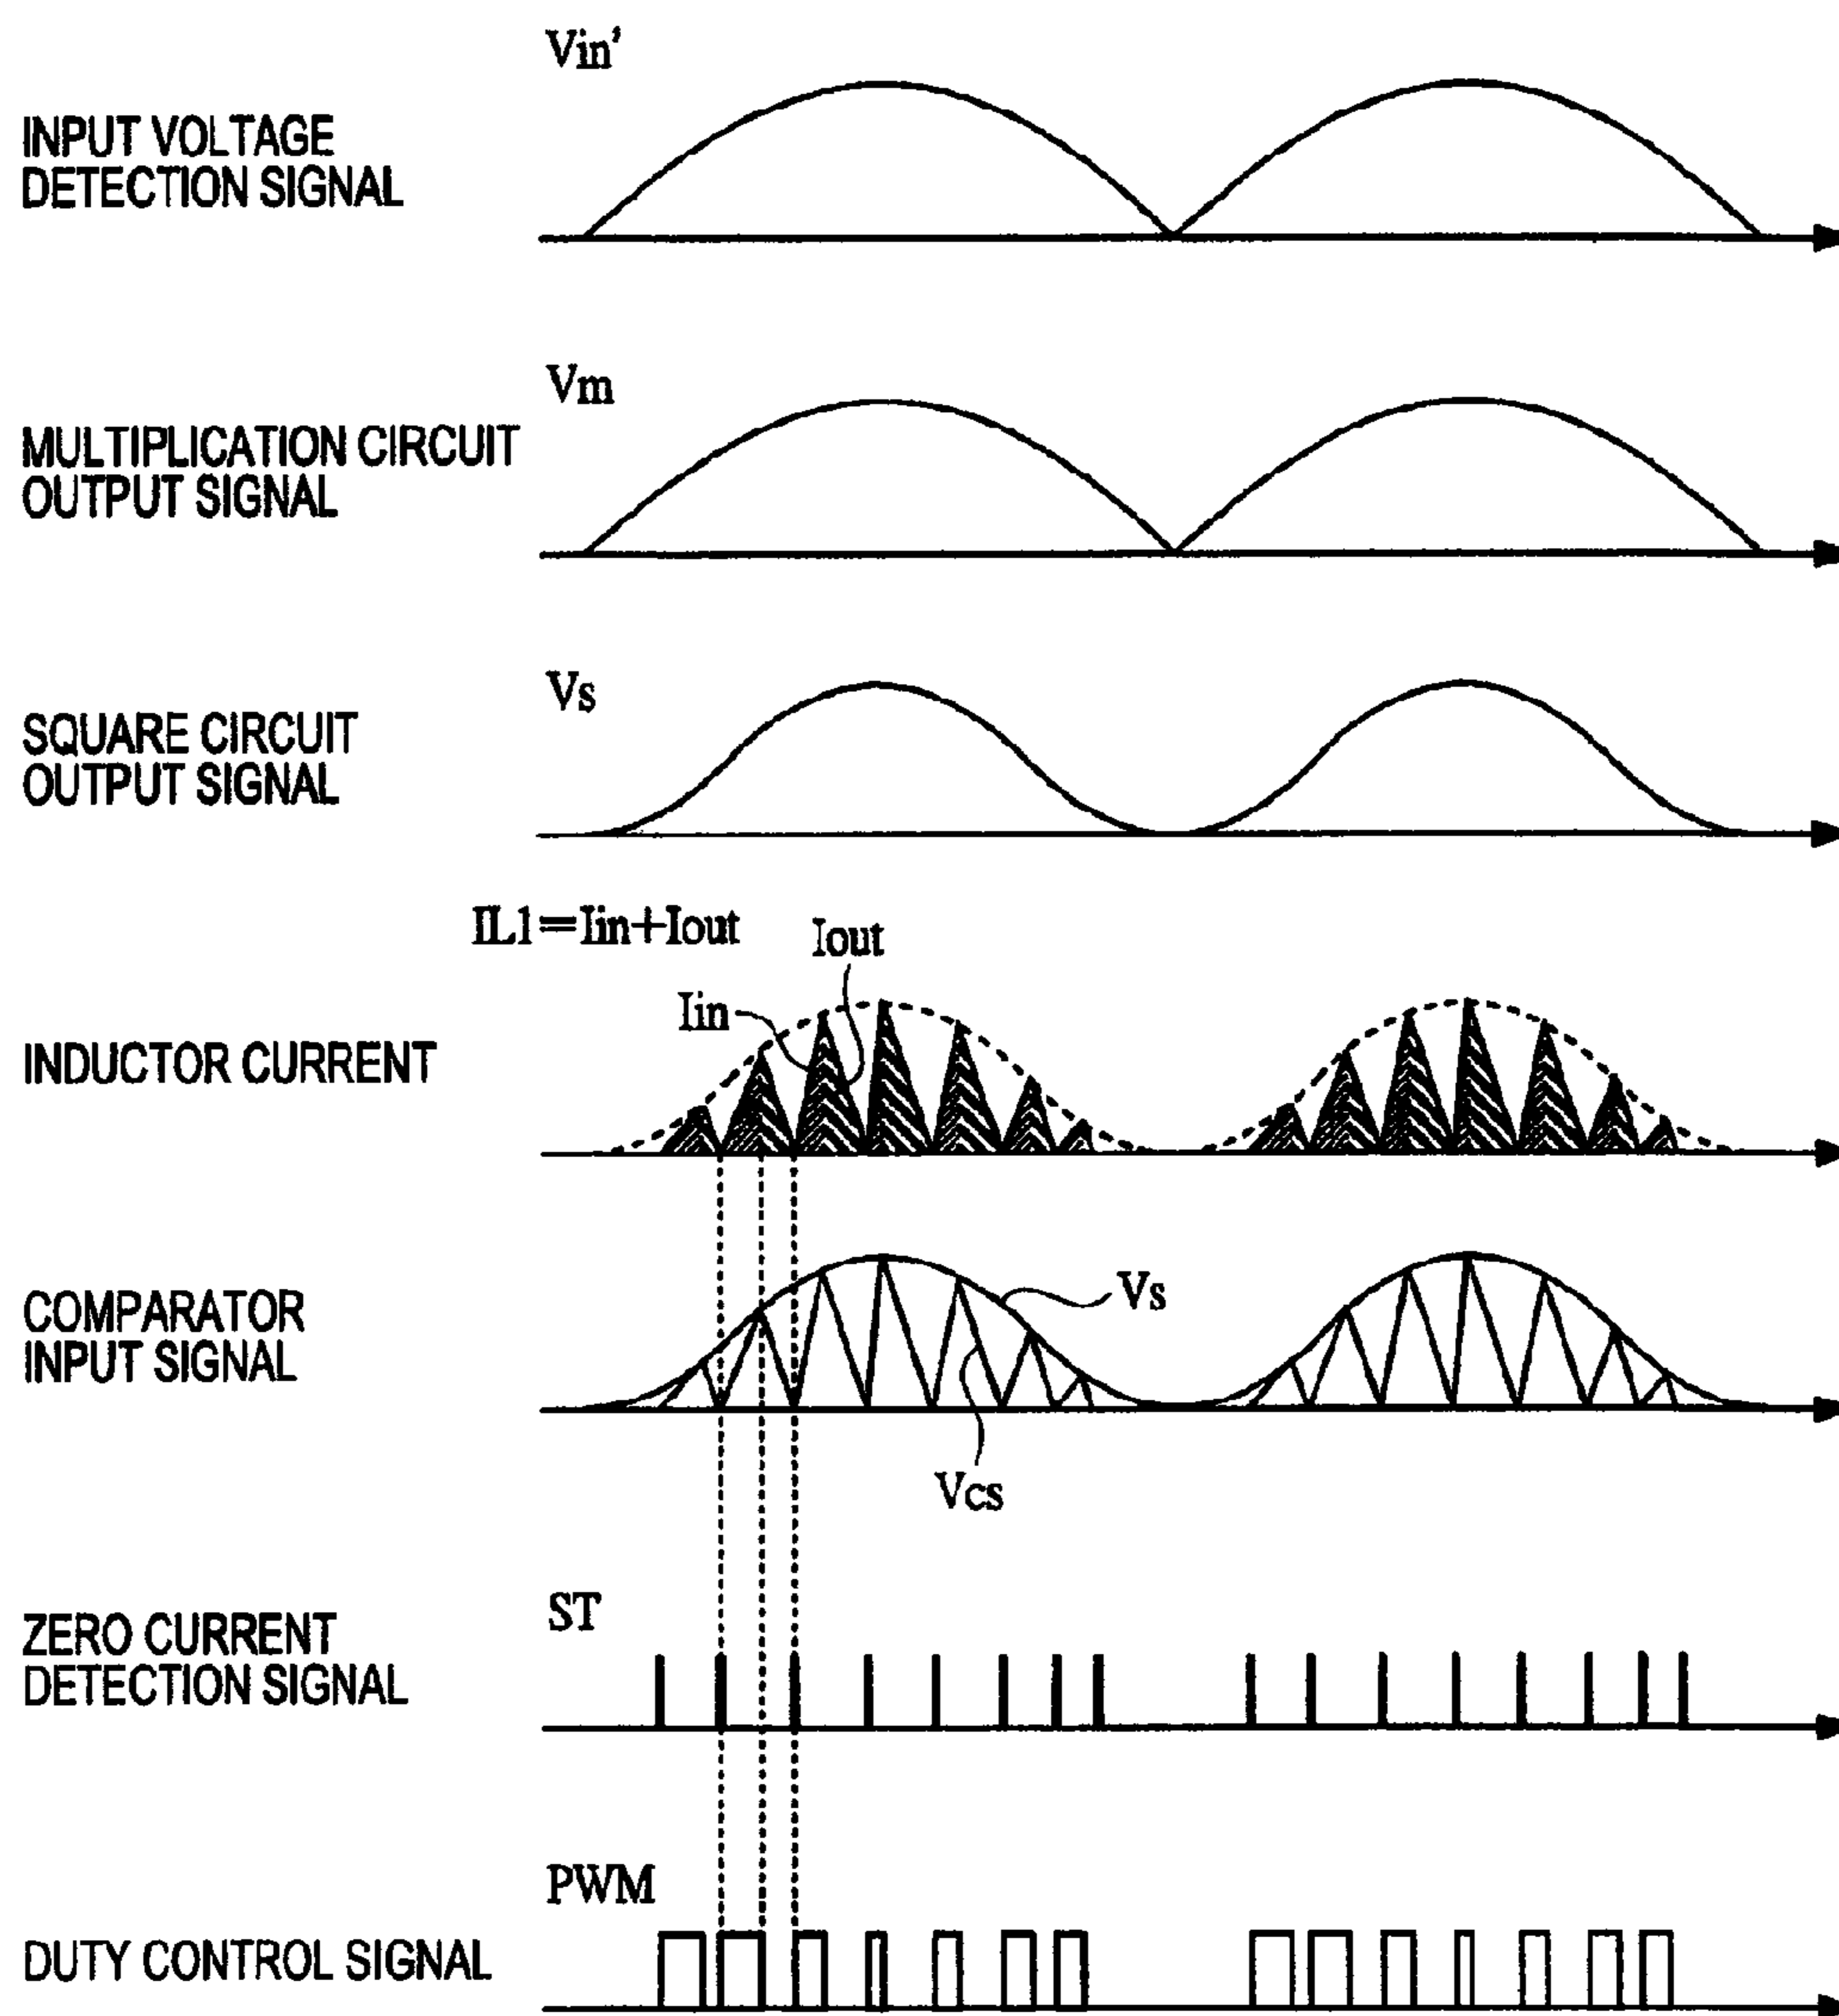 Vin'
INPUT VOLTAGE
DETECTION SIGNAL
Vm
MULTIPLICATION CIRCUIT
OUTPUT SIGNAL
Vs
SQUARE CIRCUIT
OUTPUT SIGNAL
IL1=Iin+Iout
Iout
Iin
INDUCTOR CURRENT
COMPARATOR
INPUT SIGNAL
Vs
Vcs
ST
ZERO CURRENT
DETECTION SIGNAL
PWM
DUTY CONTROL SIGNAL